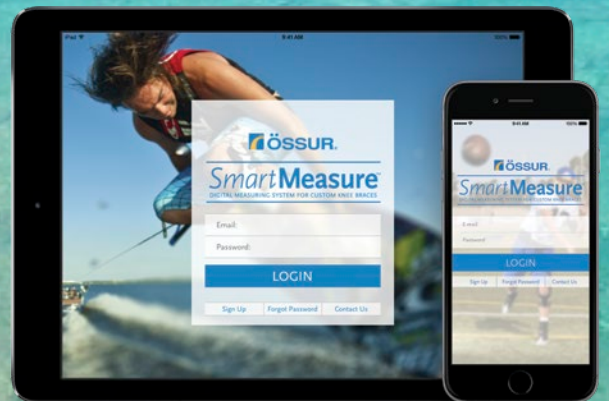 iPad
9:41 AM
100%
ÖSSUR®
SmartMeasure™
DIGITAL MEASURING SYSTEM FOR CUSTOM KNEE BRACES
Email:
Password:
LOGIN
Sign Up
Forgot Password
Contact Us
9:41 AM
100%
ÖSSUR®
SmartMeasure
DIGITAL MEASURING SYSTEM FOR CUSTOM KNEE BRACES
E-mail
Password
LOGIN
Sign Up
Forgot Password
Contact Us